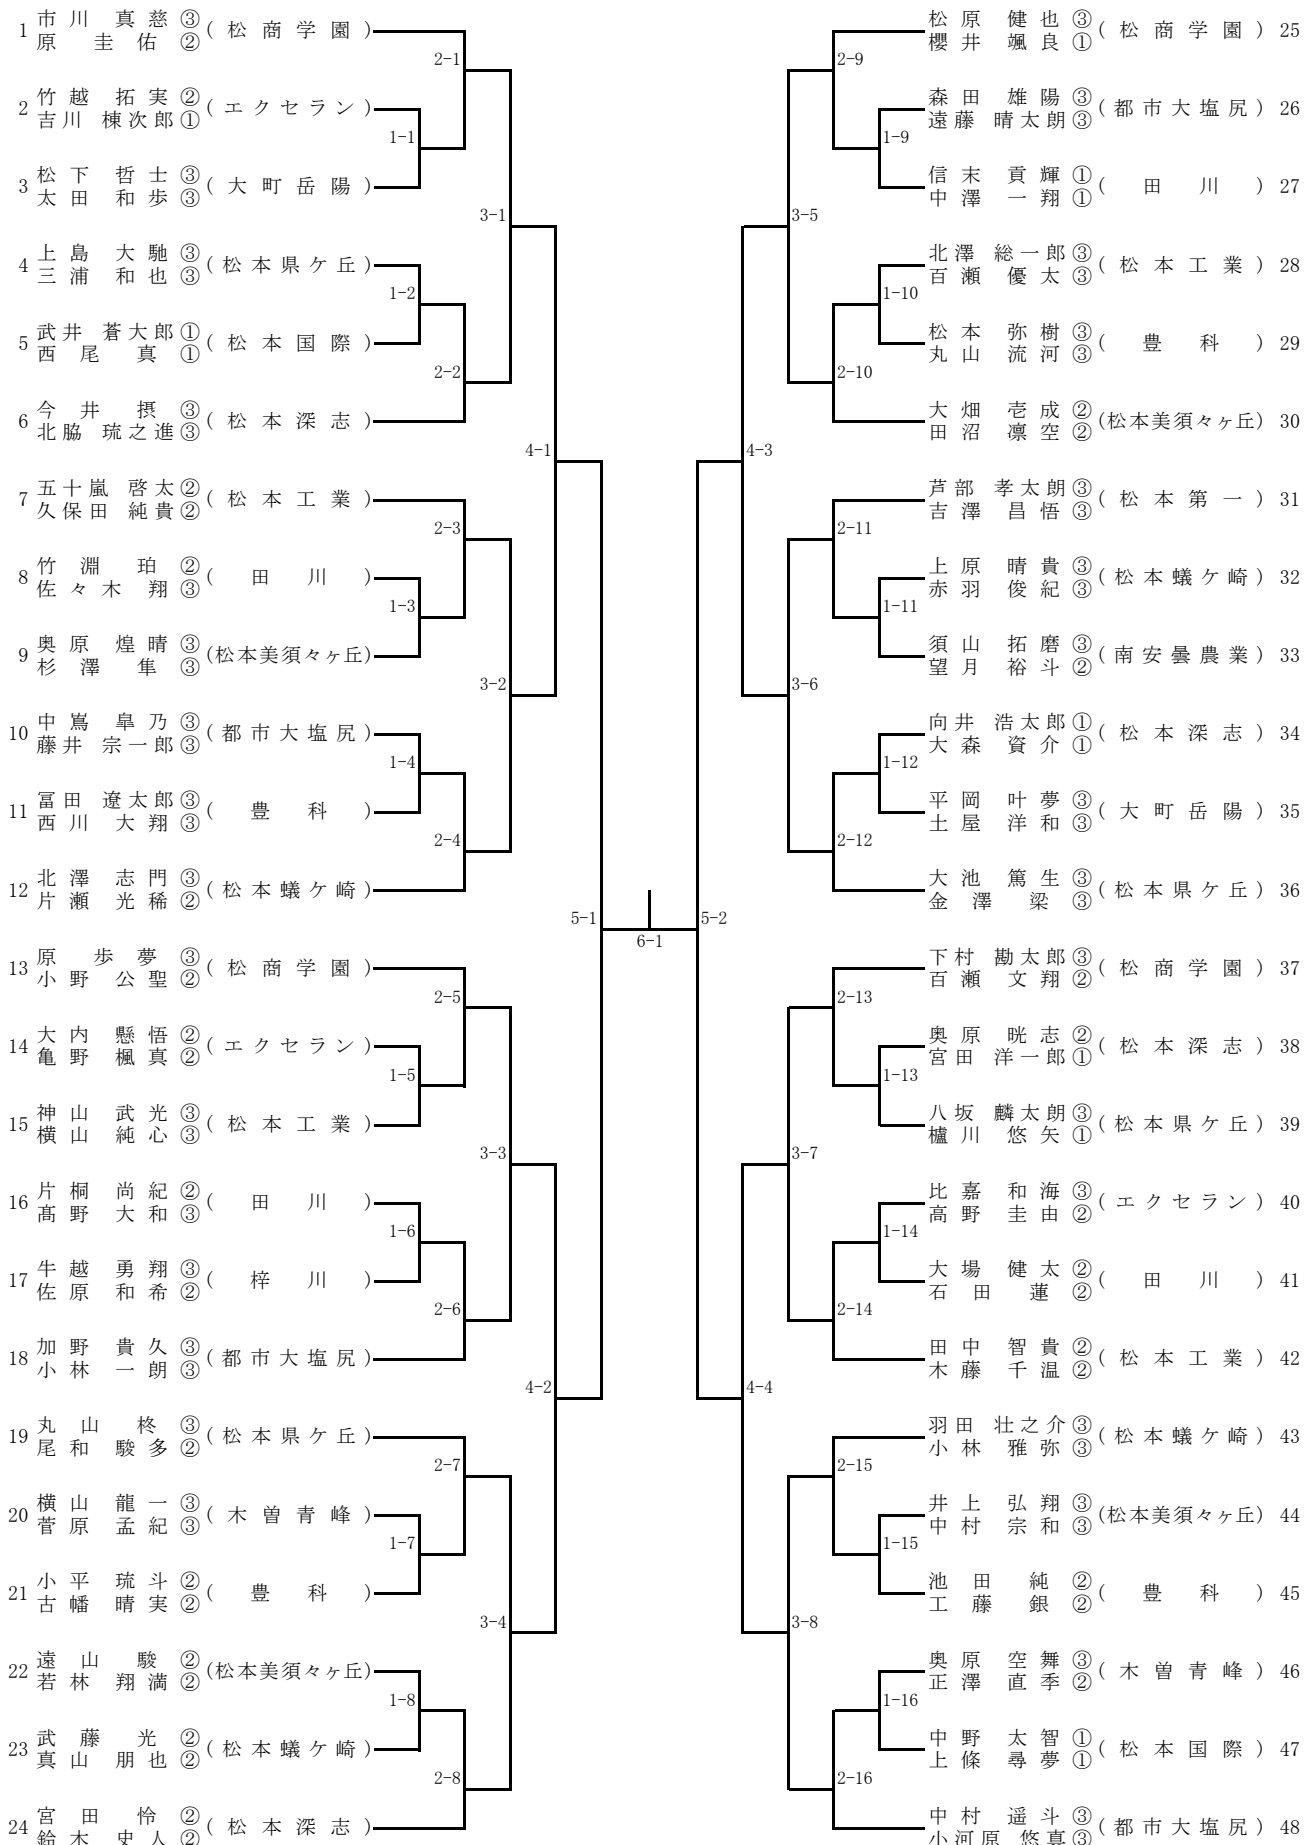 市川 真慈 ③
1 (松商学園)
原 圭佑 ②
2-1
竹越 拓実 ②
2 (エクセラン)
吉川 棟次郎 ①
1-1
松下 哲士 ③
3 (大町岳陽)
太田 和歩 ③
3-1
上島 大馳 ③
4 (松本県ケ丘)
三浦 和也 ③
1-2
武井 蒼大郎 ①
5 (松本国際)
西尾 真 ①
2-2
今井 摂 ③
6 (松本深志)
北脇 琉之進 ③
4-1
五十嵐 啓太 ②
7 (松本工業)
久保田 純貴 ②
2-3
竹淵 珀 ②
8 (田川)
佐々木 翔 ③
1-3
奥原 煌晴 ③
9 (松本美須々ヶ丘)
杉澤 隼 ③
3-2
中嶌 皐乃 ③
10 (都市大塩尻)
藤井 宗一郎 ③
1-4
冨田 遼太郎 ③
11 (豊科)
西川 大翔 ③
2-4
北澤 志門 ③
12 (松本蟻ケ崎)
片瀬 光稀 ②
5-1
原 歩夢 ③
13 (松商学園)
小野 公聖 ②
2-5
大内 懸悟 ②
14 (エクセラン)
亀野 楓真 ②
1-5
神山 武光 ③
15 (松本工業)
横山 純心 ③
3-3
片桐 尚紀 ②
16 (田川)
髙野 大和 ③
1-6
牛越 勇翔 ③
17 (梓川)
佐原 和希 ②
2-6
加野 貴久 ③
18 (都市大塩尻)
小林 一朗 ③
4-2
丸山 柊 ③
19 (松本県ケ丘)
尾和 駿多 ②
2-7
横山 龍一 ③
20 (木曽青峰)
菅原 孟紀 ③
1-7
小平 琉斗 ②
21 (豊科)
古幡 晴実 ②
3-4
遠山 駿 ②
22 (松本美須々ヶ丘)
若林 翔満 ②
1-8
武藤 光 ②
23 (松本蟻ケ崎)
真山 朋也 ②
2-8
宮田 怜 ②
24 (松本深志)
鈴木 史人 ②
6-1
松原 健也 ③
(松商学園) 25
櫻井 颯良 ①
2-9
森田 雄陽 ③
(都市大塩尻) 26
遠藤 晴太朗 ③
1-9
信末 貢輝 ①
(田川) 27
中澤 一翔 ①
3-5
北澤 総一郎 ③
(松本工業) 28
百瀬 優太 ③
1-10
松本 弥樹 ③
(豊科) 29
丸山 流河 ③
2-10
大畑 壱成 ②
(松本美須々ヶ丘) 30
田沼 凛空 ②
4-3
芦部 孝太朗 ③
(松本第一) 31
吉澤 昌悟 ③
2-11
上原 晴貴 ③
(松本蟻ケ崎) 32
赤羽 俊紀 ③
1-11
須山 拓磨 ③
(南安曇農業) 33
望月 裕斗 ②
3-6
向井 浩太郎 ①
(松本深志) 34
大森 資介 ①
1-12
平岡 叶夢 ③
(大町岳陽) 35
土屋 洋和 ③
2-12
大池 篤生 ③
(松本県ケ丘) 36
金澤 梁 ③
5-2
下村 勘太郎 ③
(松商学園) 37
百瀬 文翔 ②
2-13
奥原 晄志 ②
(松本深志) 38
宮田 洋一郎 ①
1-13
八坂 麟太朗 ③
(松本県ケ丘) 39
櫨川 悠矢 ①
3-7
比嘉 和海 ③
(エクセラン) 40
高野 圭由 ②
1-14
大場 健太 ②
(田川) 41
石田 蓮 ②
2-14
田中 智貴 ②
(松本工業) 42
木藤 千温 ②
4-4
羽田 壮之介 ③
(松本蟻ケ崎) 43
小林 雅弥 ③
2-15
井上 弘翔 ③
(松本美須々ヶ丘) 44
中村 宗和 ③
1-15
池田 純 ②
(豊科) 45
工藤 銀 ②
3-8
奥原 空舞 ③
(木曽青峰) 46
正澤 直季 ②
1-16
中野 太智 ①
(松本国際) 47
上條 尋夢 ①
2-16
中村 遥斗 ③
(都市大塩尻) 48
小河原 悠真 ③